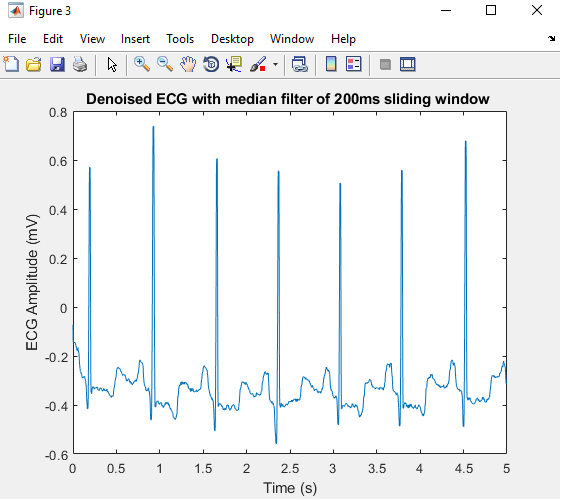 Figure 3
File Edit View Insert Tools Desktop Window Help
Denoised ECG with median filter of 200ms sliding window
0.8
0.6
0.4
0.2
0
-0.2
-0.4
-0.6
ECG Amplitude (mV)
0 0.5 1 1.5 2 2.5 3 3.5 4 4.5 5
Time (s)